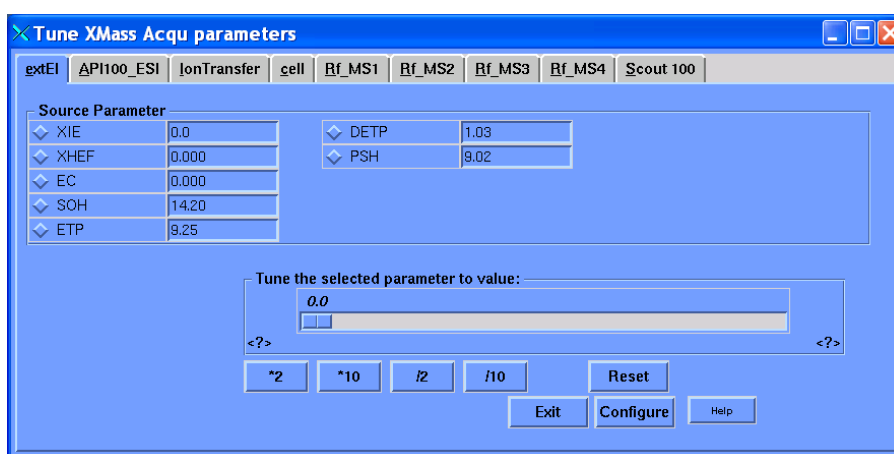 Tune XMass Acqu parameters
extEI API100_ESI IonTransfer cell Rf_MS1 Rf_MS2 Rf_MS3 Rf_MS4 Scout 100
Source Parameter
XIE 0.0 DETP 1.03
XHEF 0.000 PSH 9.02
EC 0.000
SOH 14.20
ETP 9.25
Tune the selected parameter to value:
0.0
<?> <?>
*2 *10 /2 /10 Reset
Exit Configure Help